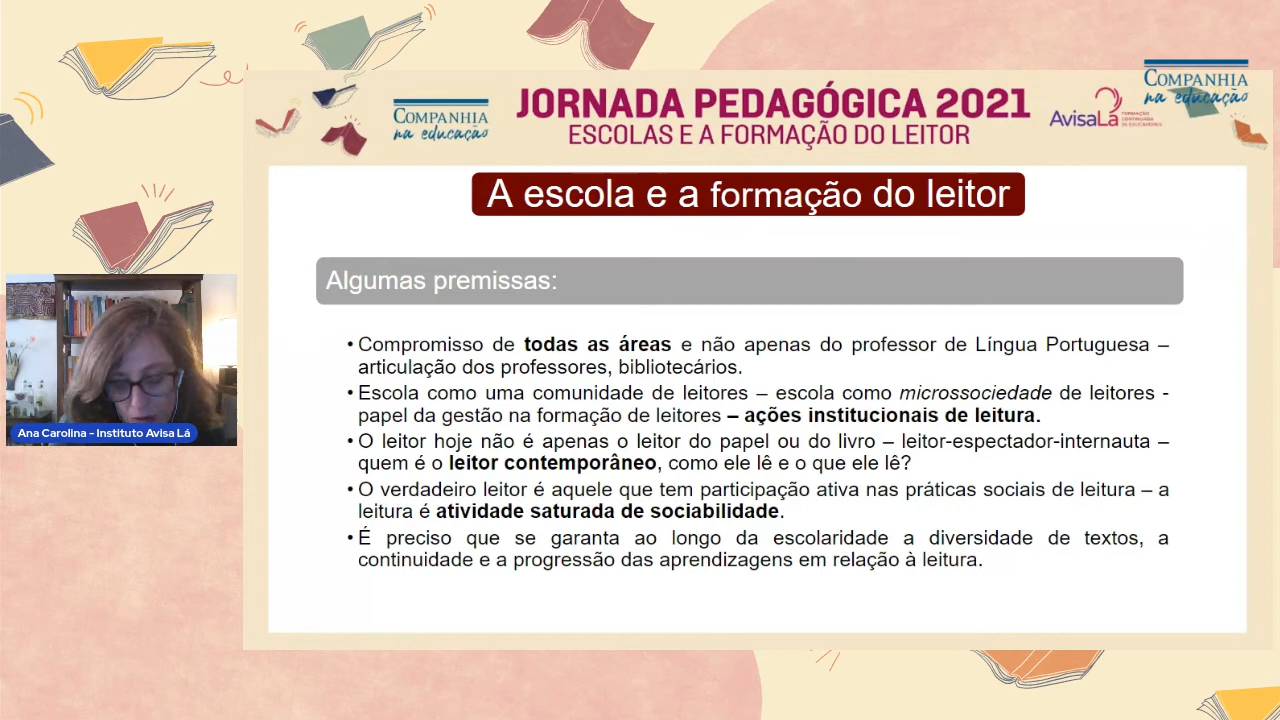 COMPANHIA
na educação
JORNADA PEDAGÓGICA 2021
ESCOLAS E A FORMAÇÃO DO LEITOR
AvisaLá
FORMAÇÃO
CONTINUADA
DE EDUCADORES
COMPANHIA
na educação
A escola e a formação do leitor
Algumas premissas:
• Compromisso de todas as áreas e não apenas do professor de Língua Portuguesa –
articulação dos professores, bibliotecários.
• Escola como uma comunidade de leitores – escola como microssociedade de leitores -
papel da gestão na formação de leitores – ações institucionais de leitura.
• O leitor hoje não é apenas o leitor do papel ou do livro – leitor-espectador-internauta –
quem é o leitor contemporâneo, como ele lê e o que ele lê?
• O verdadeiro leitor é aquele que tem participação ativa nas práticas sociais de leitura – a
leitura é atividade saturada de sociabilidade.
• É preciso que se garanta ao longo da escolaridade a diversidade de textos, a
continuidade e a progressão das aprendizagens em relação à leitura.
Ana Carolina - Instituto Avisa Lá